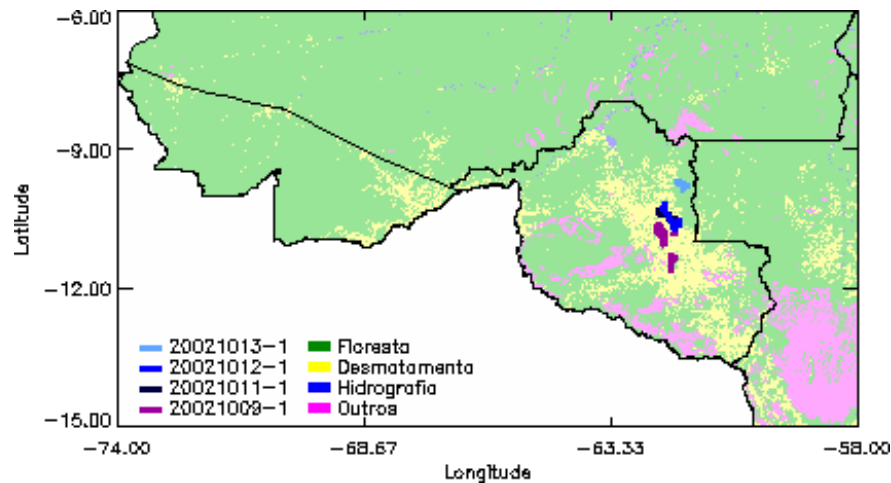 -6.00
-9.00
-12.00
-15.00
Latitude
20021013-1 Floresta
20021012-1 Desmatamenta
20021011-1 Hidrografia
20021009-1 Outros
-74.00 -68.67 -63.33 -58.00
Longitude